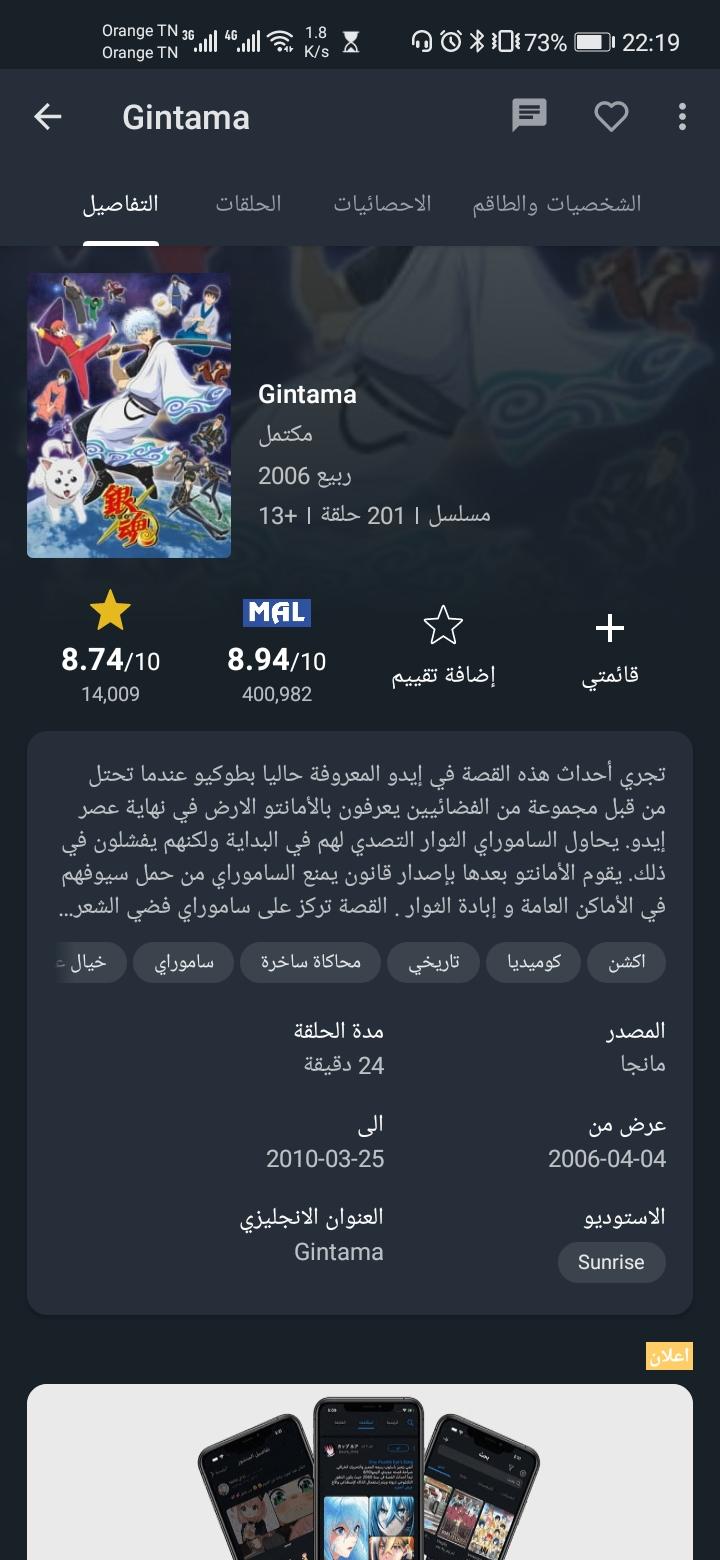 Orange TN 3G 4G 1.8 73% 22:19
Orange TN K/s
Gintama
الشخصيات والطاقم الاحصائيات الحلقات التفاصيل
銀魂
Gintama
مكتمل
ربيع 2006
مسلسل | 201 حلقة | +13
MAL
8.74/10 8.94/10
14,009 400,982
إضافة تقييم
قائمتي
تجري أحداث هذه القصة في إيدو المعروفة حاليا بطوكيو عندما تحتل
من قبل مجموعة من الفضائيين يعرفون بالأمانتو الارض في نهاية عصر
إيدو. يحاول الساموراي الثوار التصدي لهم في البداية ولكنهم يفشلون في
ذلك. يقوم الأمانتو بعدها بإصدار قانون يمنع الساموراي من حمل سيوفهم
في الأماكن العامة و إبادة الثوار . القصة تركز على ساموراي فضي الشعر...
اكشن كوميديا تاريخي محاكاة ساخرة ساموراي خيال
المصدر مدة الحلقة
مانجا 24 دقيقة
عرض من الى
2006-04-04 2010-03-25
الاستوديو العنوان الانجليزي
Sunrise Gintama
اعلان
بحث